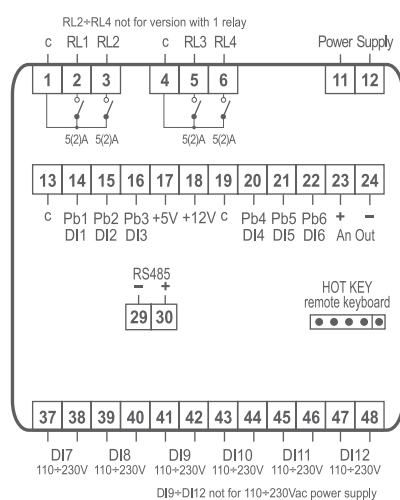 RL2÷RL4 not for version with 1 relay
C RL1 RL2 C RL3 RL4 Power Supply
1 2 3 4 5 6 11 12
5(2)A 5(2)A 5(2)A 5(2)A
13 14 15 16 17 18 19 20 21 22 23 24
C Pb1 Pb2 Pb3 +5V +12V C Pb4 Pb5 Pb6 + −
DI1 DI2 DI3 DI4 DI5 DI6 An Out
RS485
− +
29 30
HOT KEY
remote keyboard
37 38 39 40 41 42 43 44 45 46 47 48
DI7 DI8 DI9 DI10 DI11 DI12
110÷230V 110÷230V 110÷230V 110÷230V 110÷230V 110÷230V
DI9÷DI12 not for 110÷230Vac power supply